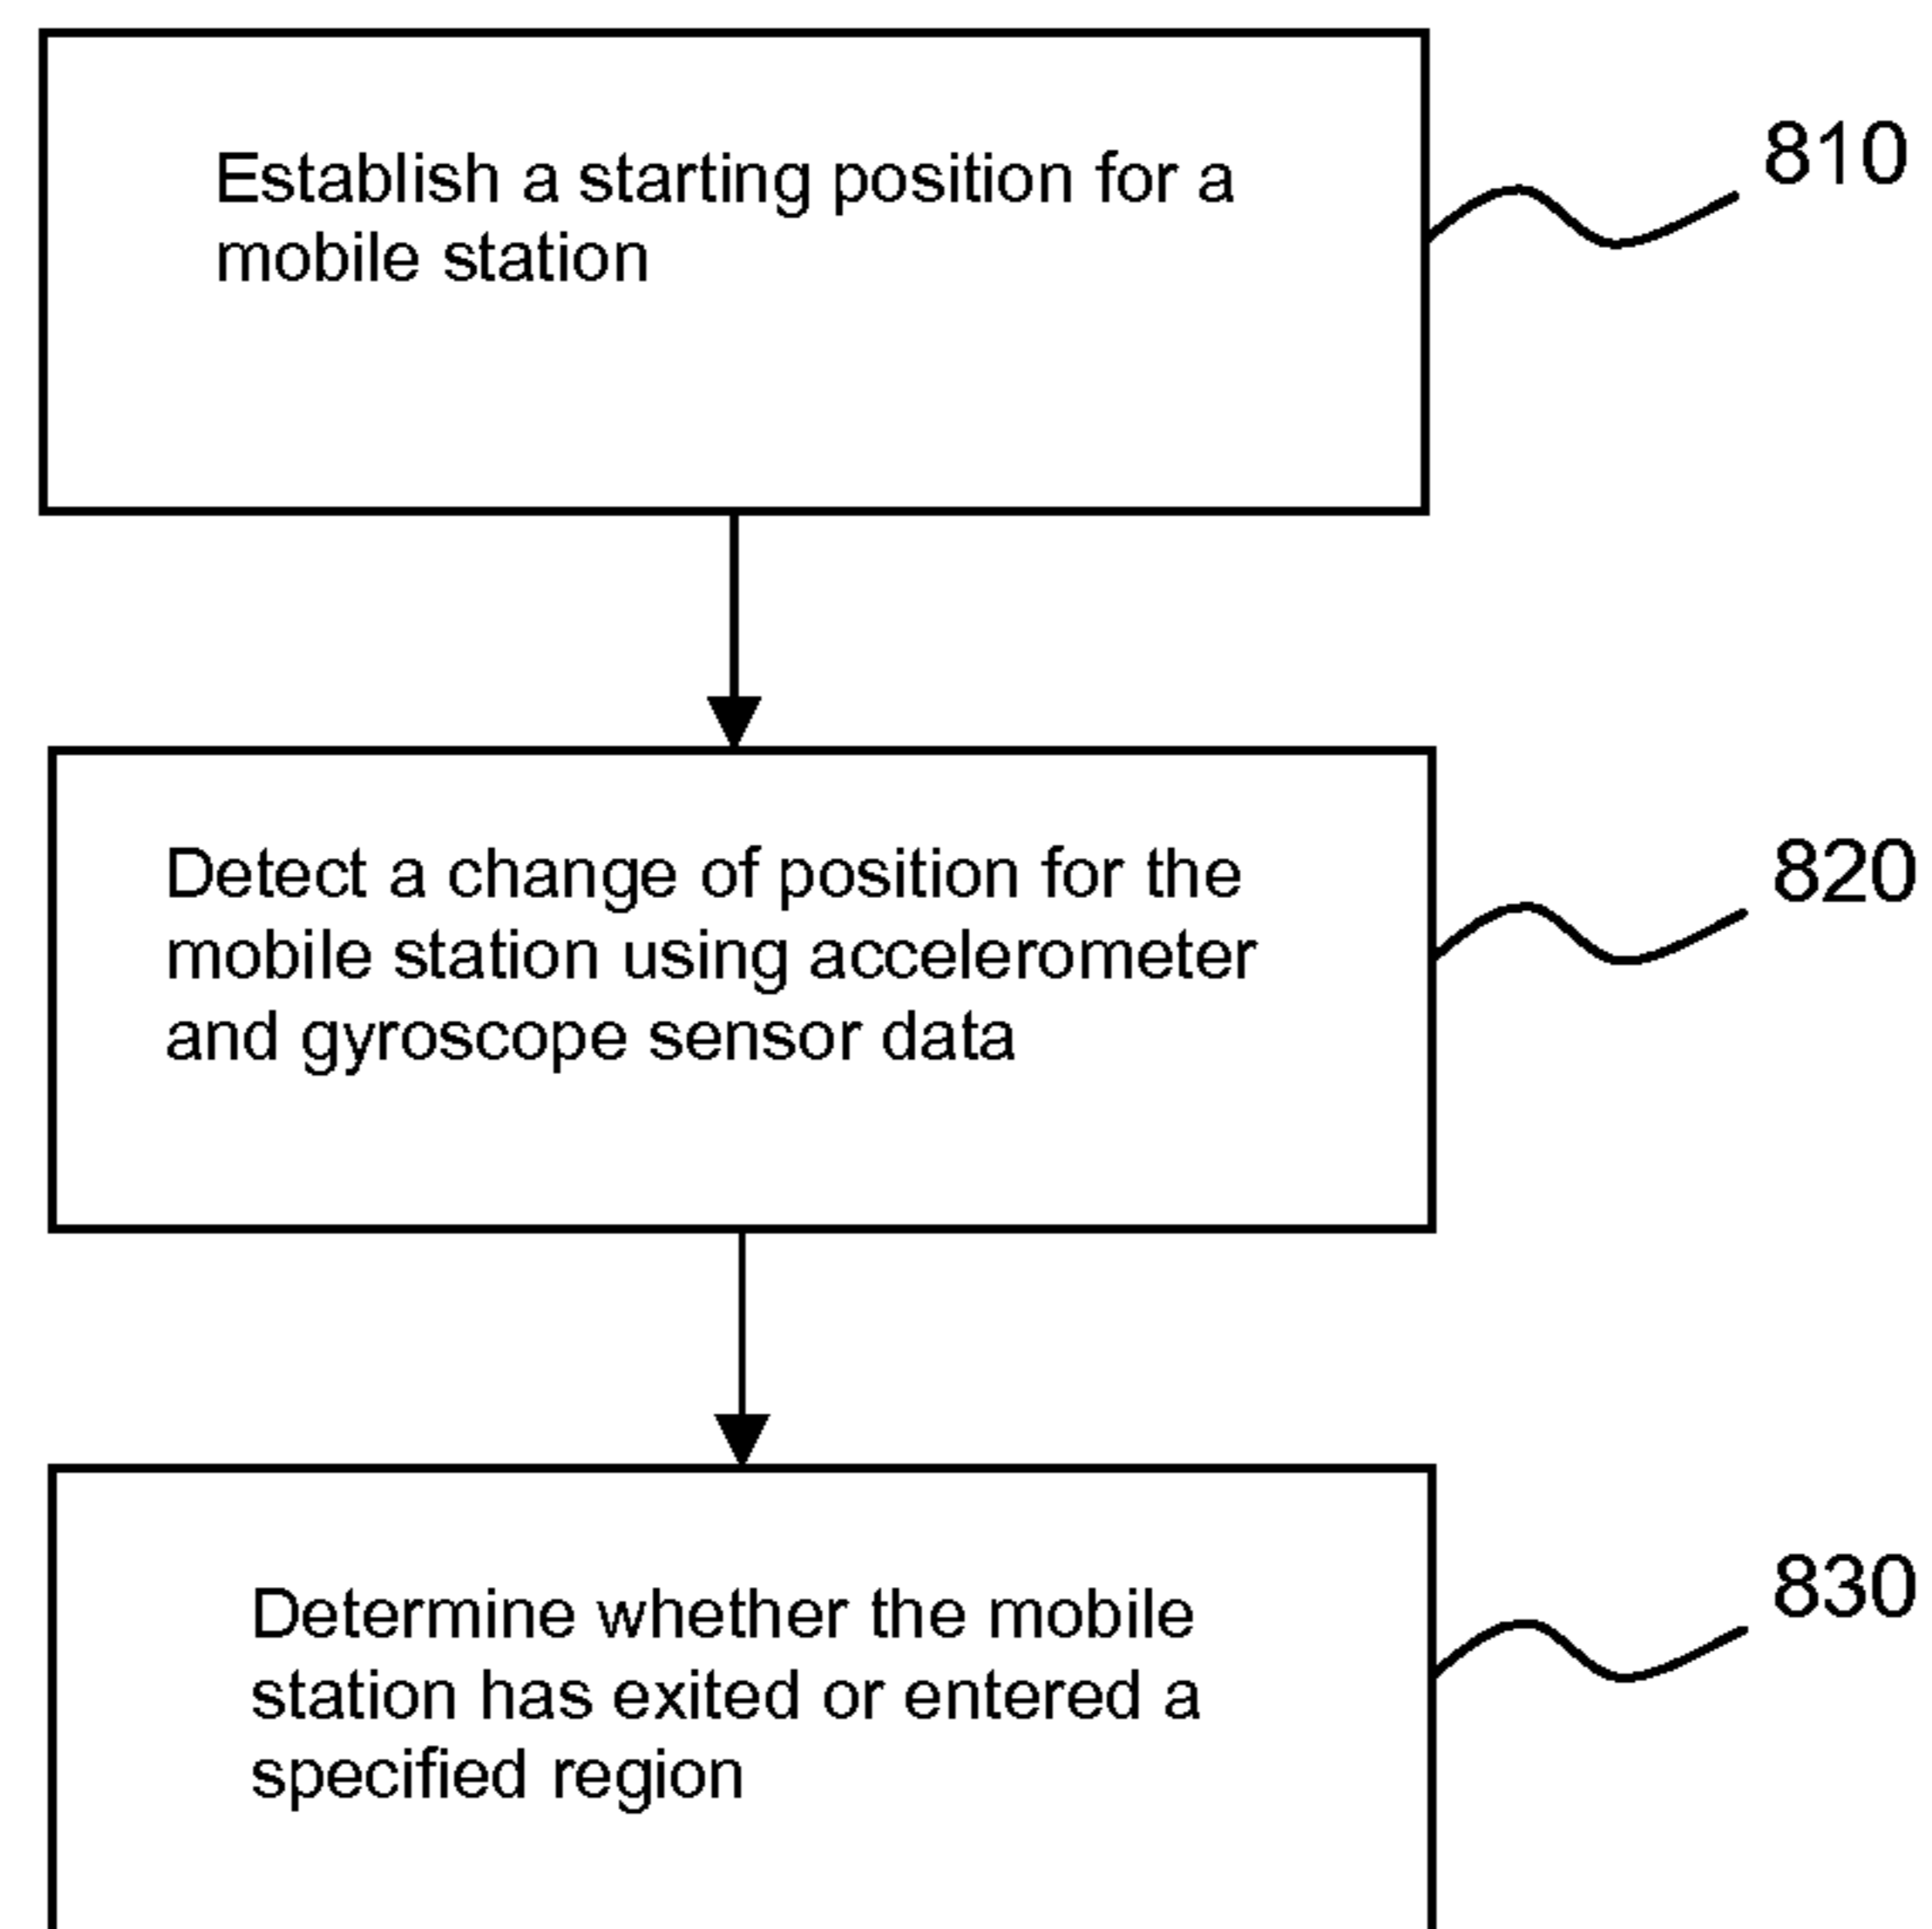 Establish a starting position for a
mobile station
810
Detect a change of position for the
mobile station using accelerometer
and gyroscope sensor data
820
Determine whether the mobile
station has exited or entered a
specified region
830